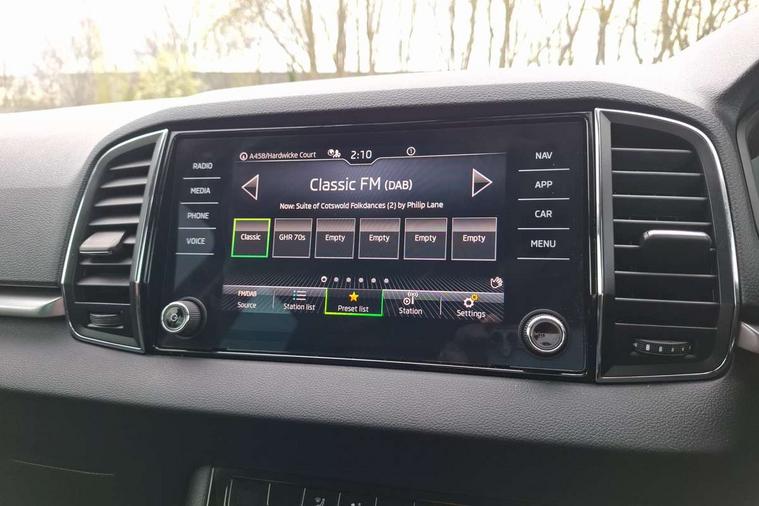 RADIO
MEDIA
PHONE
VOICE
A458/Hardwicke Court
2:10
Classic FM (DAB)
Now: Suite of Cotswold Folkdances (2) by Philip Lane
Classic
GHR 70s
Empty
Empty
Empty
Empty
FM/DAB
Source
Station list
Preset list
Station
Settings
NAV
APP
CAR
MENU